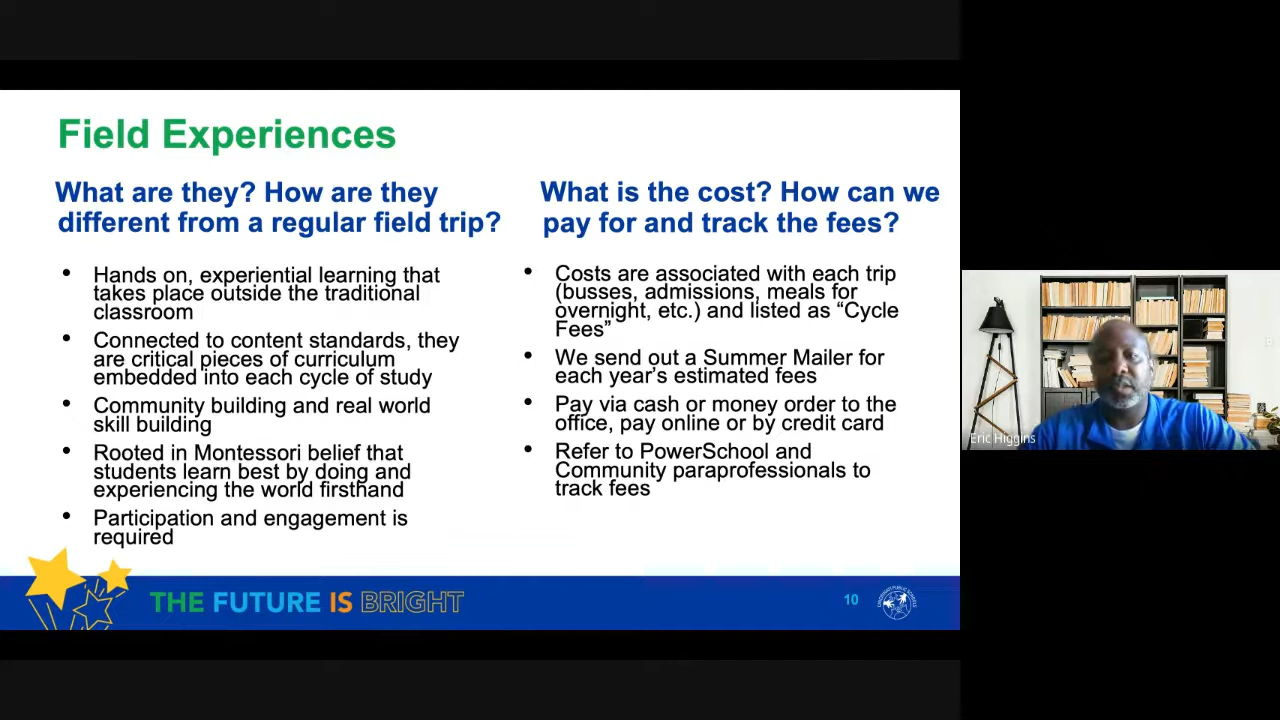 Field Experiences
What are they? How are they
different from a regular field trip?
• Hands on, experiential learning that
takes place outside the traditional
classroom
• Connected to content standards, they
are critical pieces of curriculum
embedded into each cycle of study
• Community building and real world
skill building
• Rooted in Montessori belief that
students learn best by doing and
experiencing the world firsthand
• Participation and engagement is
required
What is the cost? How can we
pay for and track the fees?
• Costs are associated with each trip
(busses, admissions, meals for
overnight, etc.) and listed as “Cycle
Fees”
• We send out a Summer Mailer for
each year’s estimated fees
• Pay via cash or money order to the
office, pay online or by credit card
• Refer to PowerSchool and
Community paraprofessionals to
track fees
THE FUTURE IS BRIGHT
10
Eric Higgins